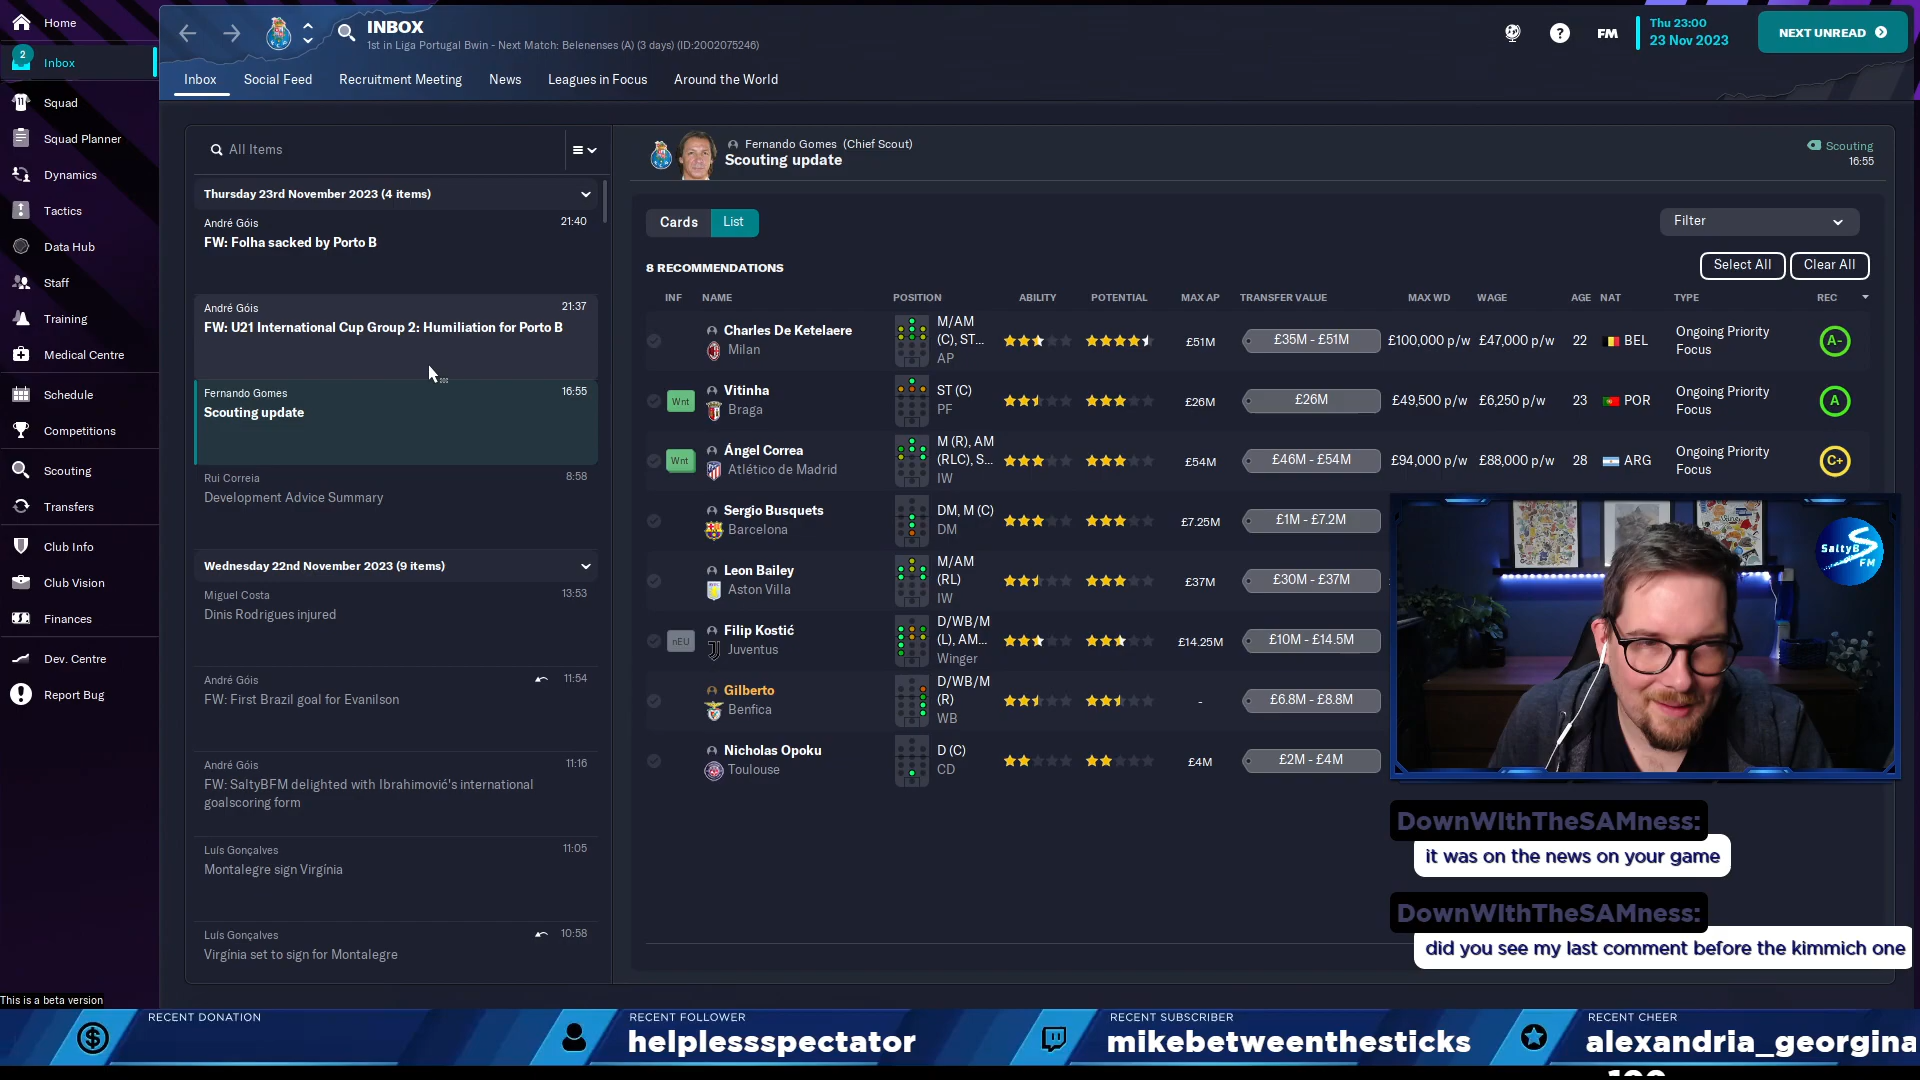 Home
INBOX
1st in Liga Portugal Bwin - Next Match: Belenenses (A) (3 days) (ID:2002075246)
FM
Thu 23:00
23 Nov 2023
NEXT UNREAD
2
Inbox
Squad
Squad Planner
Dynamics
Tactics
Data Hub
Staff
Training
Medical Centre
Schedule
Competitions
Scouting
Transfers
Club Info
Club Vision
Finances
Dev. Centre
Report Bug
This is a beta version
Inbox Social Feed Recruitment Meeting News Leagues in Focus Around the World
All Items
Thursday 23rd November 2023 (4 items)
André Góis 21:40
FW: Folha sacked by Porto B
André Góis 21:37
FW: U21 International Cup Group 2: Humiliation for Porto B
Fernando Gomes 16:55
Scouting update
Rui Correia 8:58
Development Advice Summary
Wednesday 22nd November 2023 (9 items)
Miguel Costa 13:53
Dinis Rodrigues injured
André Góis 11:54
FW: First Brazil goal for Evanilson
André Góis 11:16
FW: SaltyBFM delighted with Ibrahimović's international
goalscoring form
Luís Gonçalves 11:05
Montalegre sign Virgínia
Luís Gonçalves 10:58
Virgínia set to sign for Montalegre
Fernando Gomes (Chief Scout)
Scouting update
Scouting
16:55
Cards List
Filter
8 RECOMMENDATIONS
Select All Clear All
INF NAME POSITION ABILITY POTENTIAL MAX AP TRANSFER VALUE MAX WD WAGE AGE NAT TYPE REC
Charles De Ketelaere
Milan
M/AM
(C), ST...
AP
£51M £35M - £51M £100,000 p/w £47,000 p/w 22 BEL
Ongoing Priority
Focus
A-
Wnt
Vitinha
Braga
ST (C)
PF
£26M £26M £49,500 p/w £6,250 p/w 23 POR
Ongoing Priority
Focus
A
Wnt
Ángel Correa
Atlético de Madrid
M (R), AM
(RLC), S...
IW
£54M £46M - £54M £94,000 p/w £88,000 p/w 28 ARG
Ongoing Priority
Focus
C+
Sergio Busquets
Barcelona
DM, M (C)
DM
£7.25M £1M - £7.2M
Leon Bailey
Aston Villa
M/AM
(RL)
IW
£37M £30M - £37M
nEU
Filip Kostić
Juventus
D/WB/M
(L), AM...
Winger
£14.25M £10M - £14.5M
Gilberto
Benfica
D/WB/M
(R)
WB
- £6.8M - £8.8M
Nicholas Opoku
Toulouse
D (C)
CD
£4M £2M - £4M
SaltyB
FM
DownWIthTheSAMness:
it was on the news on your game
DownWIthTheSAMness:
did you see my last comment before the kimmich one
RECENT DONATION
RECENT FOLLOWER
helplessspectator
RECENT SUBSCRIBER
mikebetweenthesticks
RECENT CHEER
alexandria_georgina